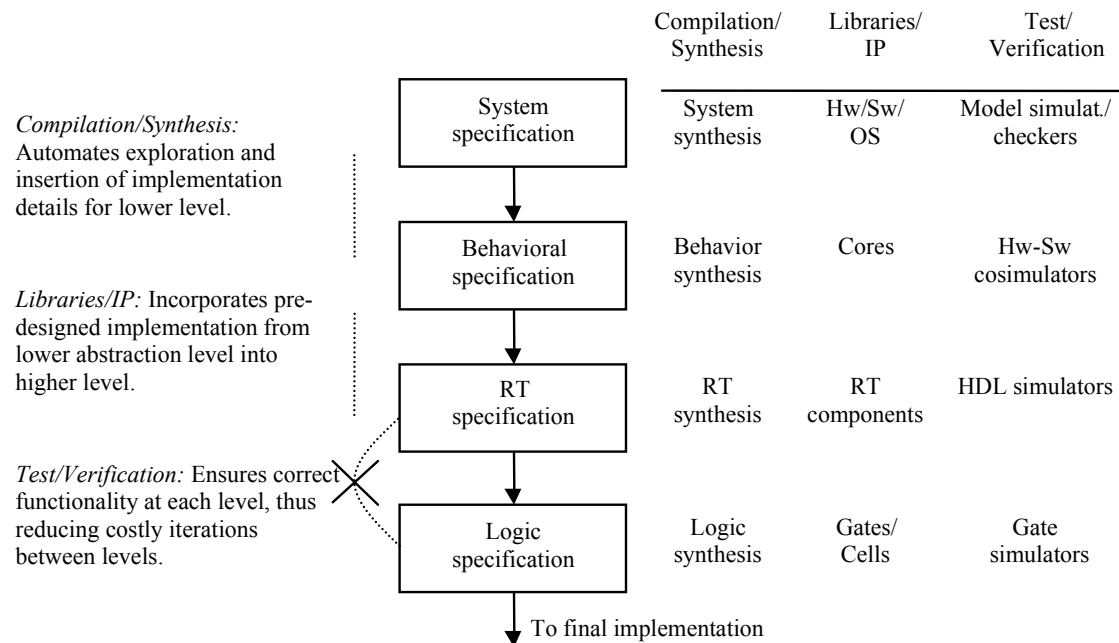 Compilation/
Synthesis
Libraries/
IP
Test/
Verification
Compilation/Synthesis:
Automates exploration and
insertion of implementation
details for lower level.
Libraries/IP: Incorporates pre-
designed implementation from
lower abstraction level into
higher level.
Test/Verification: Ensures correct
functionality at each level, thus
reducing costly iterations
between levels.
System
specification
System
synthesis
Hw/Sw/
OS
Model simulat./
checkers
Behavioral
specification
Behavior
synthesis
Cores
Hw-Sw
cosimulators
RT
specification
RT
synthesis
RT
components
HDL simulators
Logic
specification
Logic
synthesis
Gates/
Cells
Gate
simulators
To final implementation